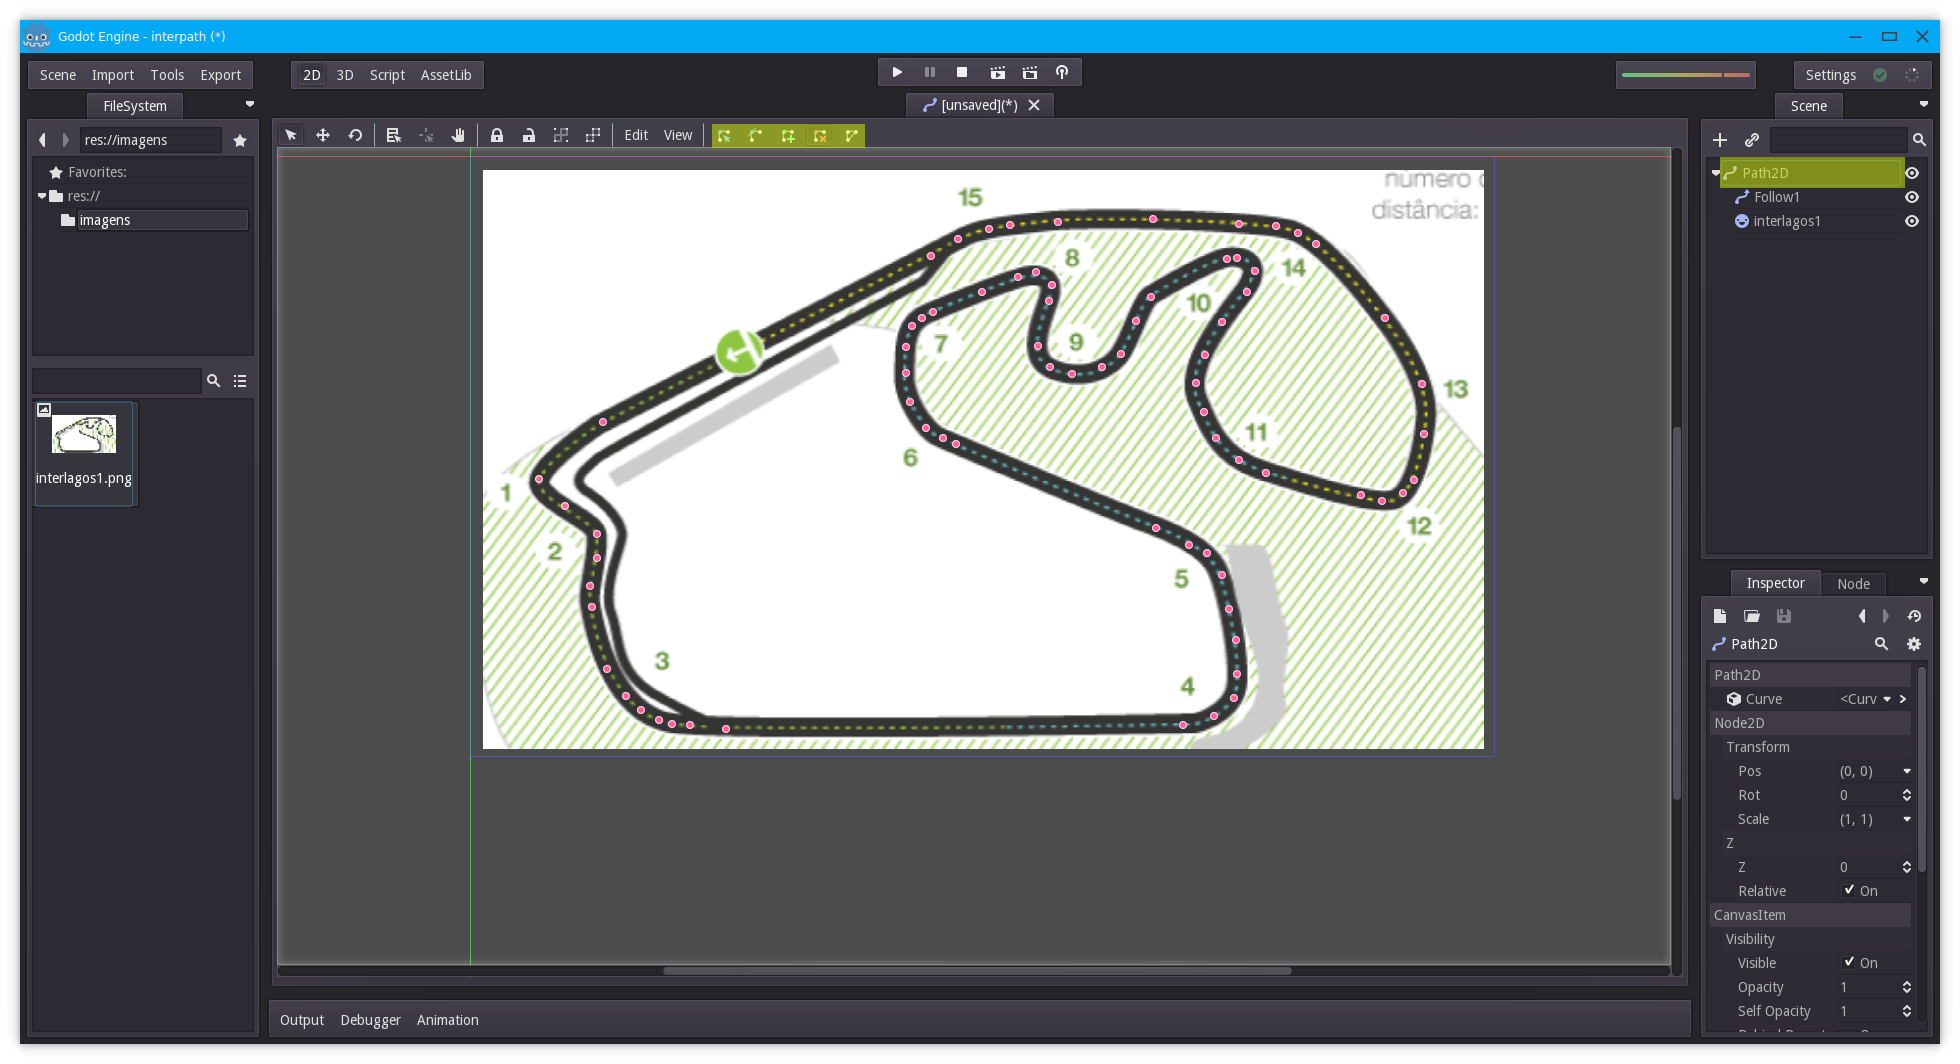 Godot Engine - interpath (*)
Scene Import Tools Export
2D 3D Script AssetLib
Settings
FileSystem
[unsaved](*)
Scene
res://imagens
Edit View
Favorites:
res://
imagens
Path2D
Follow1
interlagos1
interlagos1.png
número
distância:
15
8
14
10
7
9
13
11
6
1
12
2
5
3
4
Inspector Node
Path2D
Path2D
Curve <Curv
Node2D
Transform
Pos (0, 0)
Rot 0
Scale (1, 1)
Z
Z 0
Relative On
CanvasItem
Visibility
Visible On
Opacity 1
Self Opacity 1
Output Debugger Animation